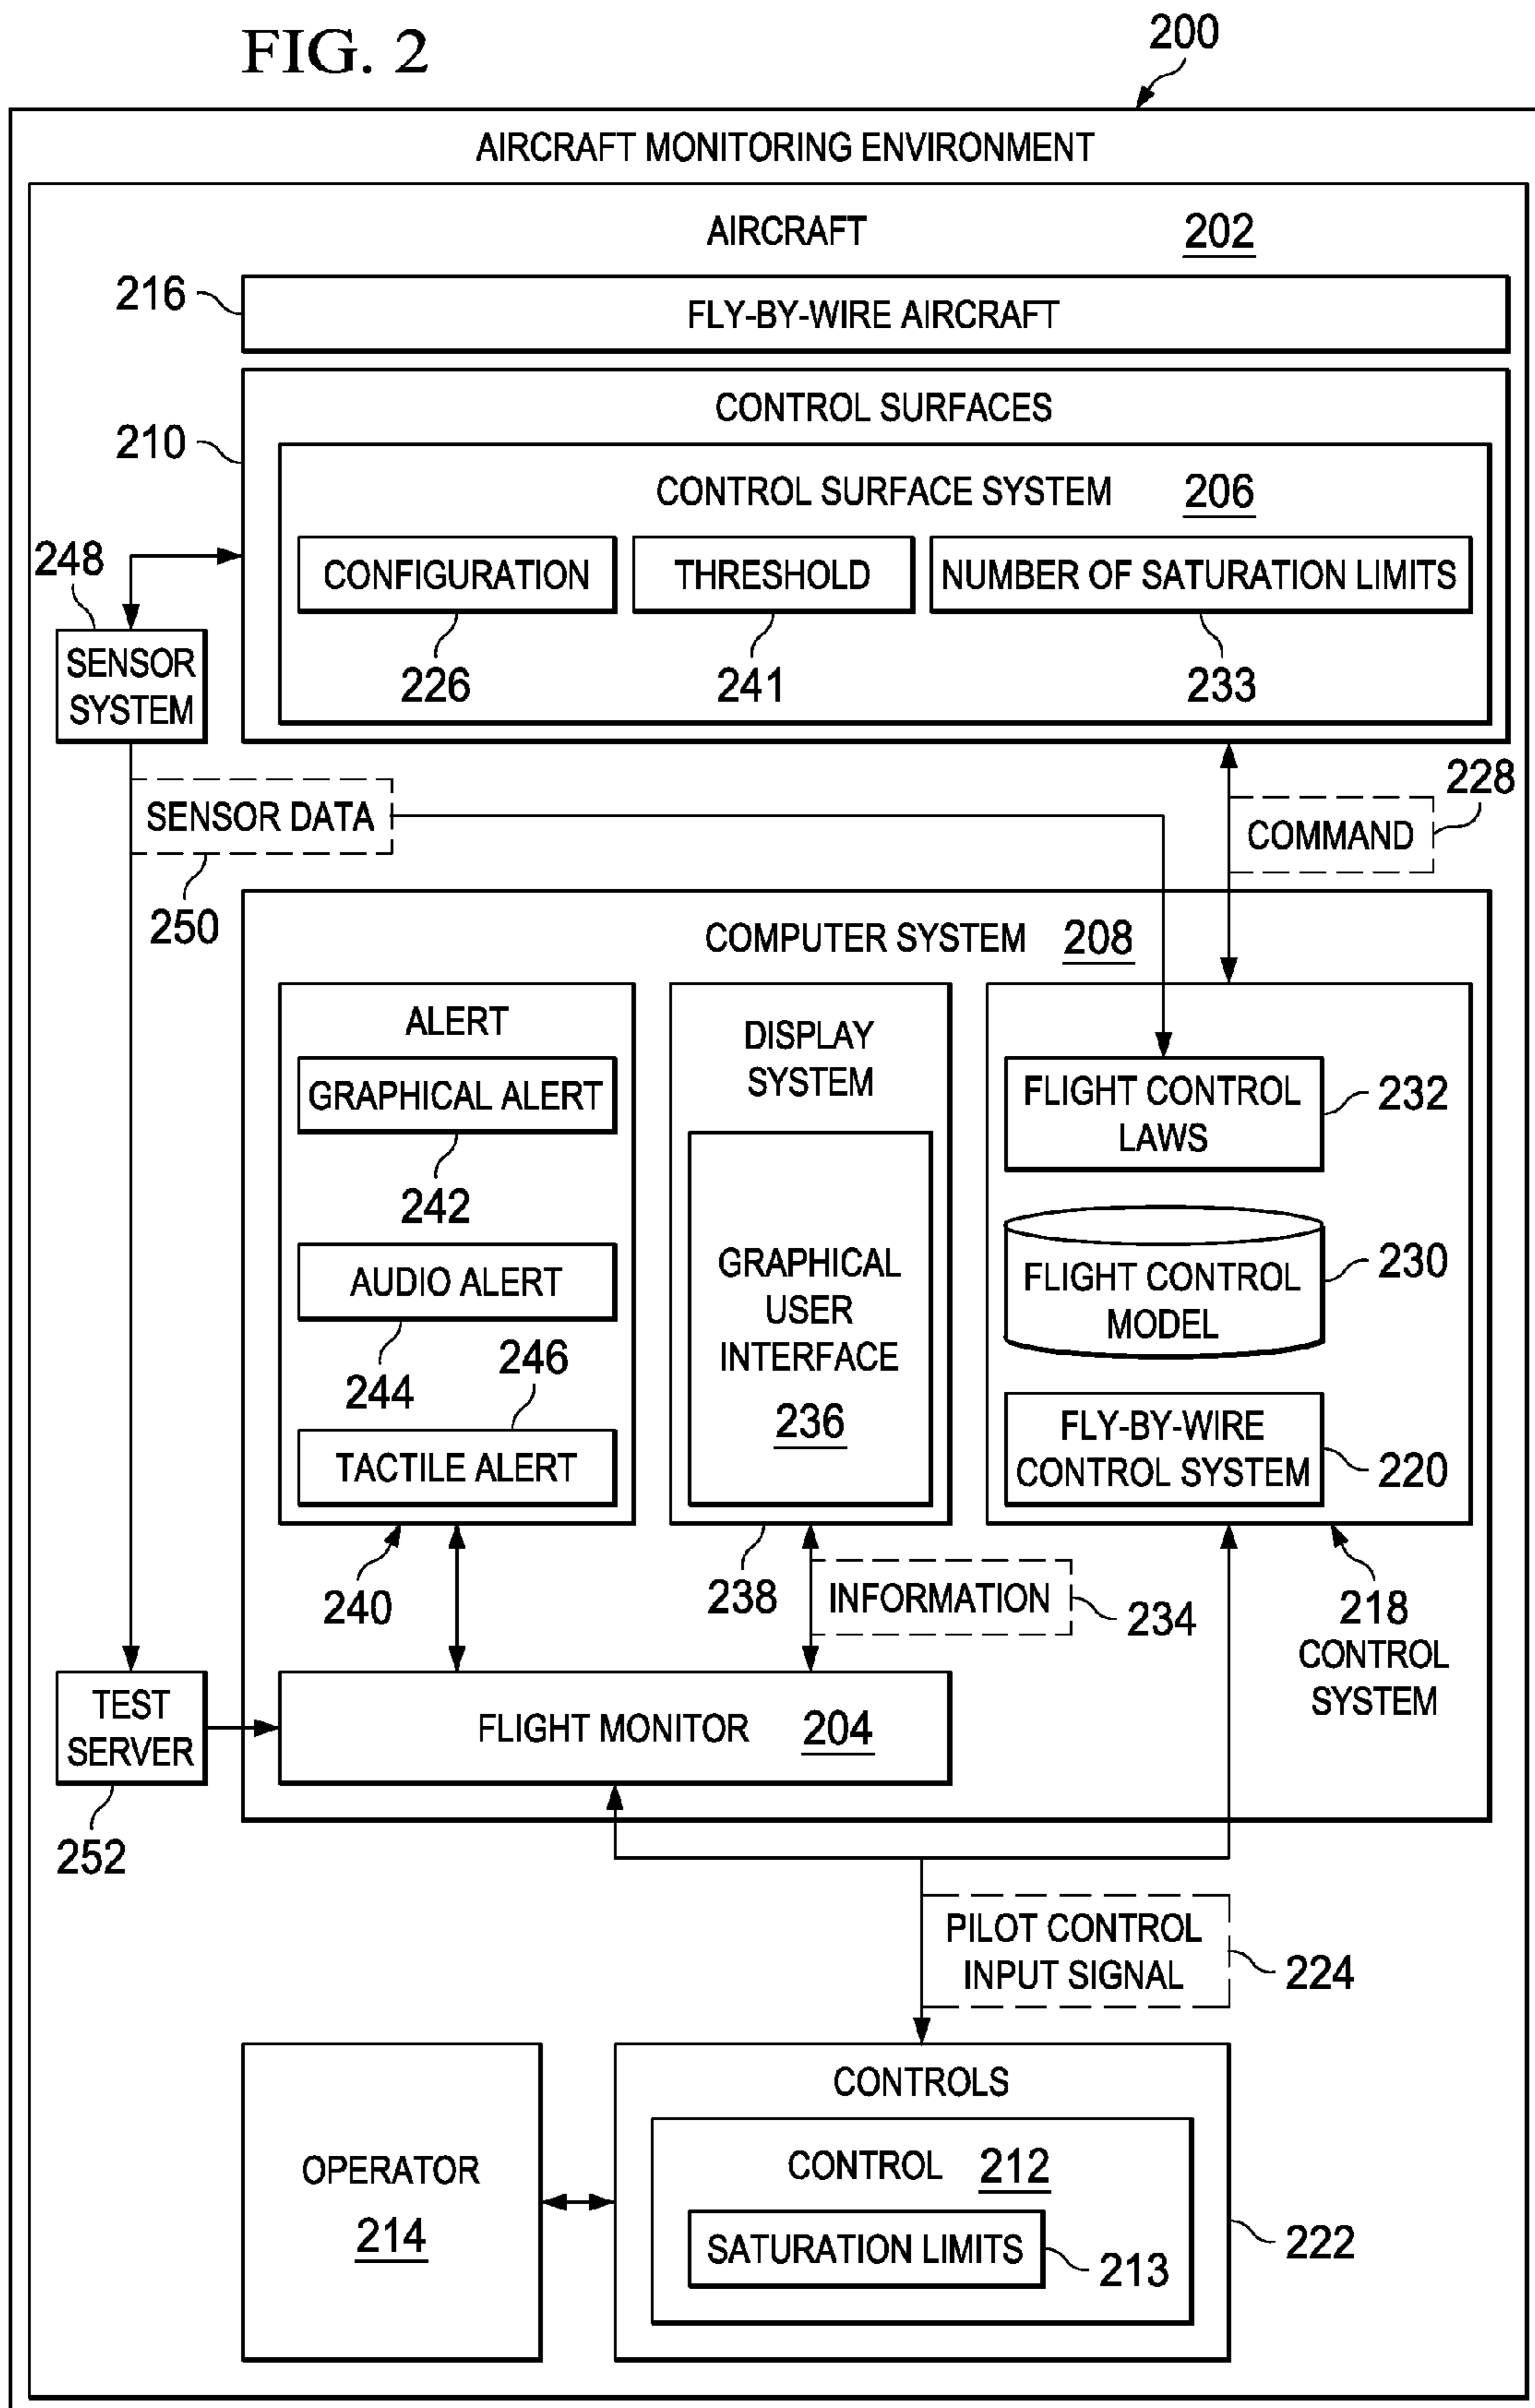 FIG. 2
200
AIRCRAFT MONITORING ENVIRONMENT
AIRCRAFT 202
216
FLY-BY-WIRE AIRCRAFT
CONTROL SURFACES
210
CONTROL SURFACE SYSTEM 206
CONFIGURATION
THRESHOLD
NUMBER OF SATURATION LIMITS
226
241
233
248
SENSOR
SYSTEM
228
SENSOR DATA
COMMAND
250
COMPUTER SYSTEM 208
ALERT
GRAPHICAL ALERT
242
AUDIO ALERT
244
246
TACTILE ALERT
240
DISPLAY
SYSTEM
GRAPHICAL
USER
INTERFACE
236
238
INFORMATION
234
FLIGHT CONTROL
LAWS
232
FLIGHT CONTROL
MODEL
230
FLY-BY-WIRE
CONTROL SYSTEM
220
218
CONTROL
SYSTEM
TEST
SERVER
252
FLIGHT MONITOR 204
PILOT CONTROL
INPUT SIGNAL
224
OPERATOR
214
CONTROLS
CONTROL 212
SATURATION LIMITS
213
222